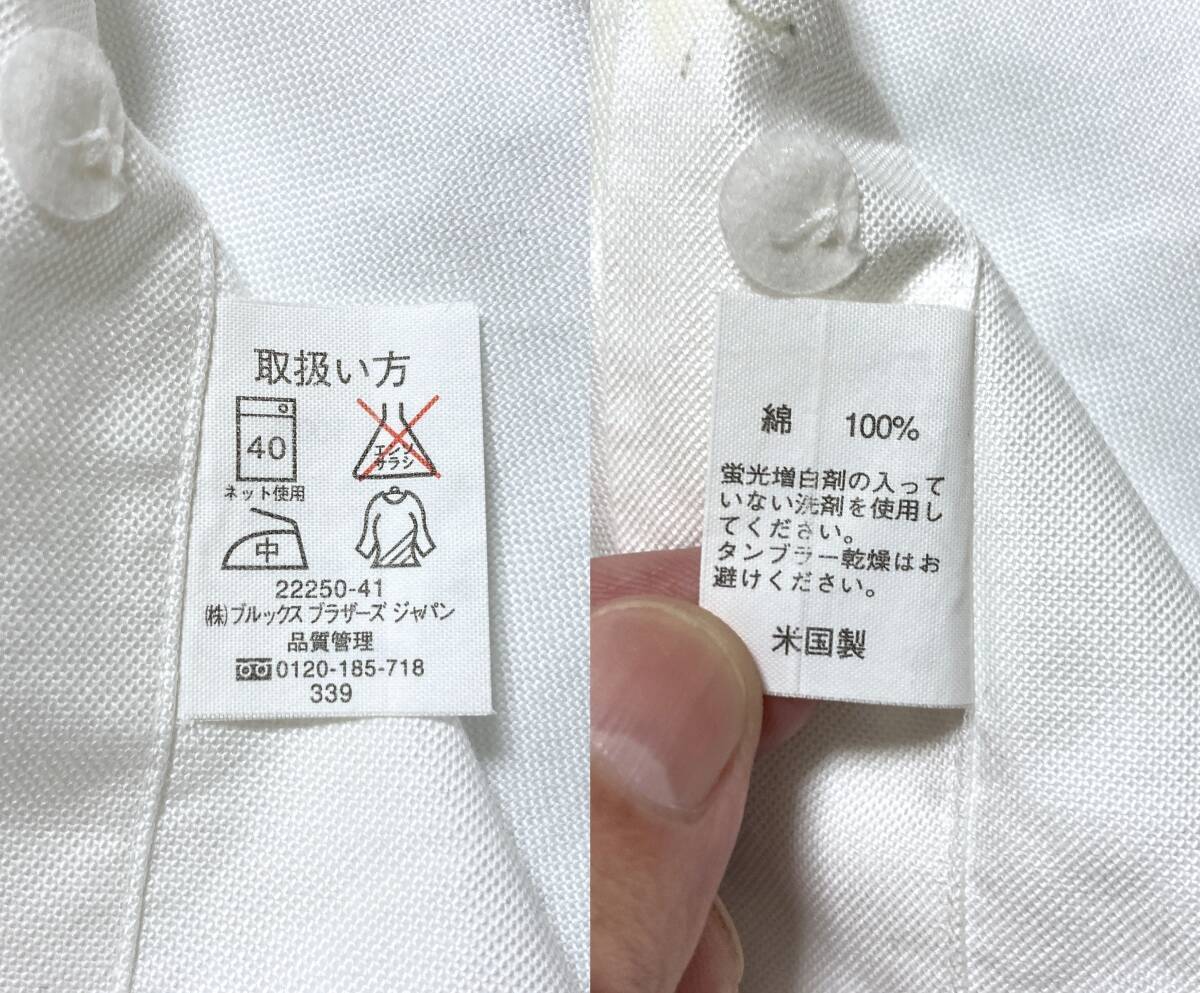 取扱い方
40
エンソ
サラシ
ネット使用
中
22250-41
㈱ブルックス ブラザーズ ジャパン
品質管理
0120-185-718
339
綿 100%
蛍光増白剤の入って
いない洗剤を使用し
てください。
タンブラー乾燥はお
避けください。
米国製